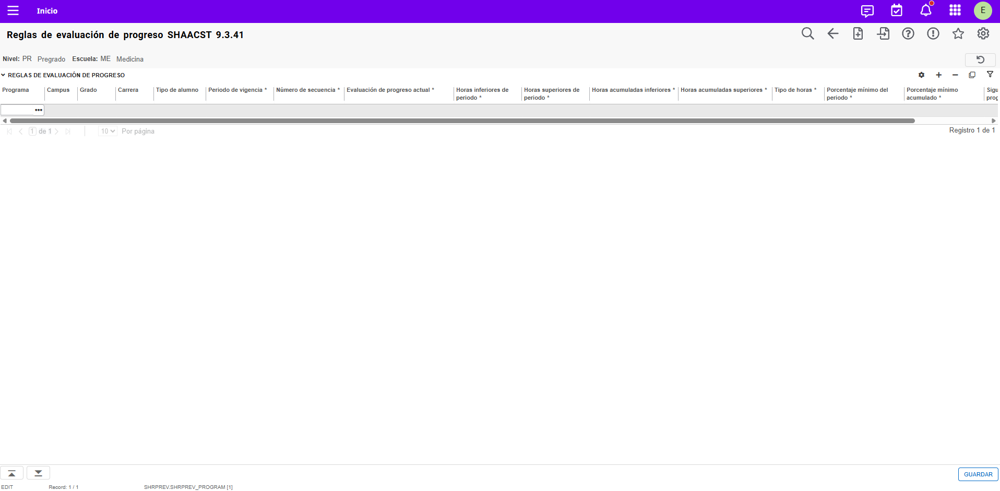 Inicio
E
Reglas de evaluación de progreso SHAACST 9.3.41
Nivel: PR Pregrado Escuela: ME Medicina
REGLAS DE EVALUACIÓN DE PROGRESO
Programa Campus Grado Carrera Tipo de alumno Periodo de vigencia * Número de secuencia * Evaluación de progreso actual * Horas inferiores de periodo * Horas superiores de periodo * Horas acumuladas inferiores * Horas acumuladas superiores * Tipo de horas * Porcentaje mínimo del periodo * Porcentaje mínimo acumulado * Sigu prog
1 de 1 10 Por página Registro 1 de 1
GUARDAR
EDIT Record: 1 / 1 SHRPREV.SHRPREV_PROGRAM [1]